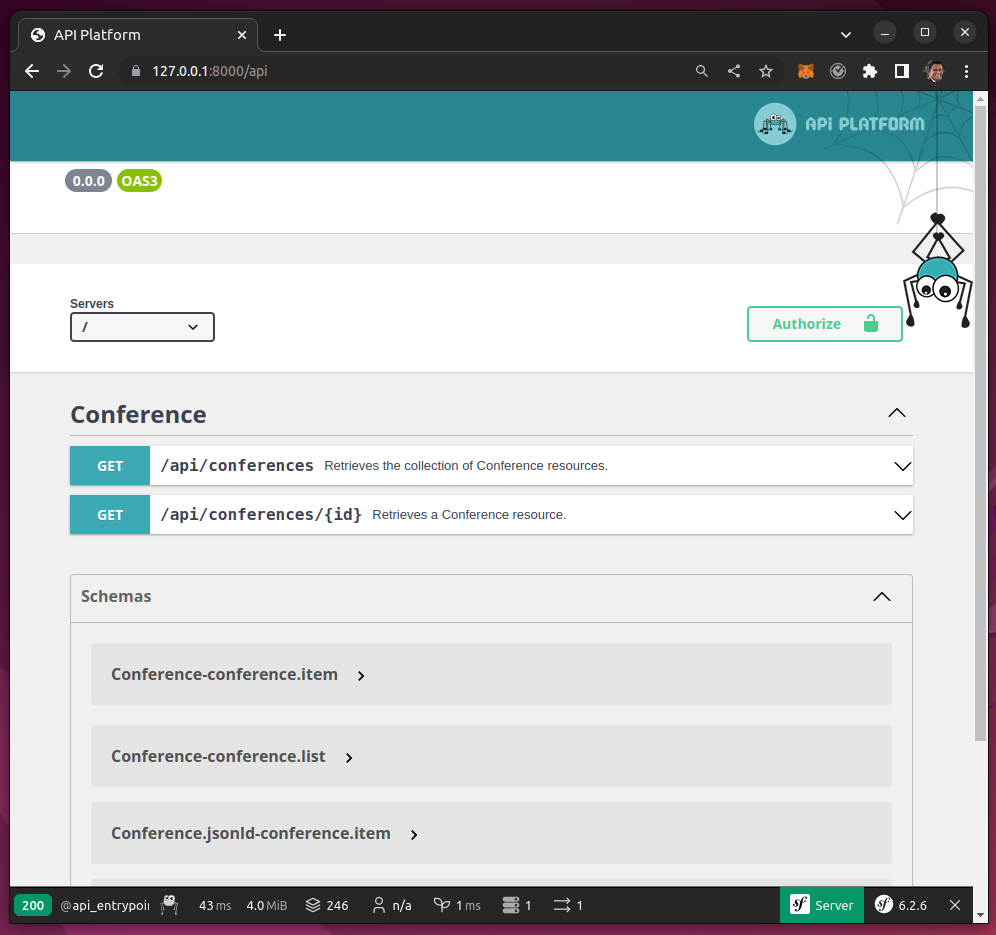 API Platform
127.0.0.1:8000/api
API PLATFORM
0.0.0 OAS3
Servers
/
Authorize
Conference
GET /api/conferences Retrieves the collection of Conference resources.
GET /api/conferences/{id} Retrieves a Conference resource.
Schemas
Conference-conference.item
Conference-conference.list
Conference.jsonld-conference.item
200 @api_entrypoi 43 ms 4.0 MiB 246 n/a 1 ms 1 1 sf Server sf 6.2.6